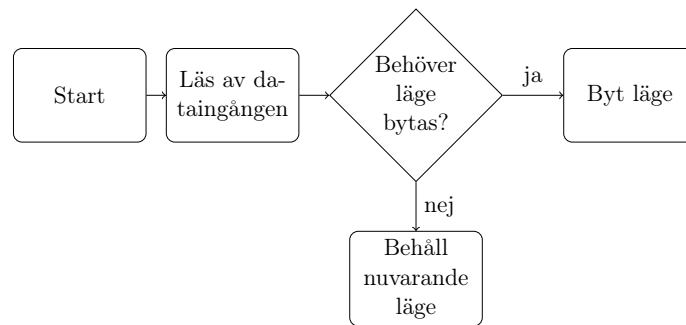 Start
Läs av da-
taingången
Behöver
läge
bytas?
ja
Byt läge
nej
Behåll
nuvarande
läge